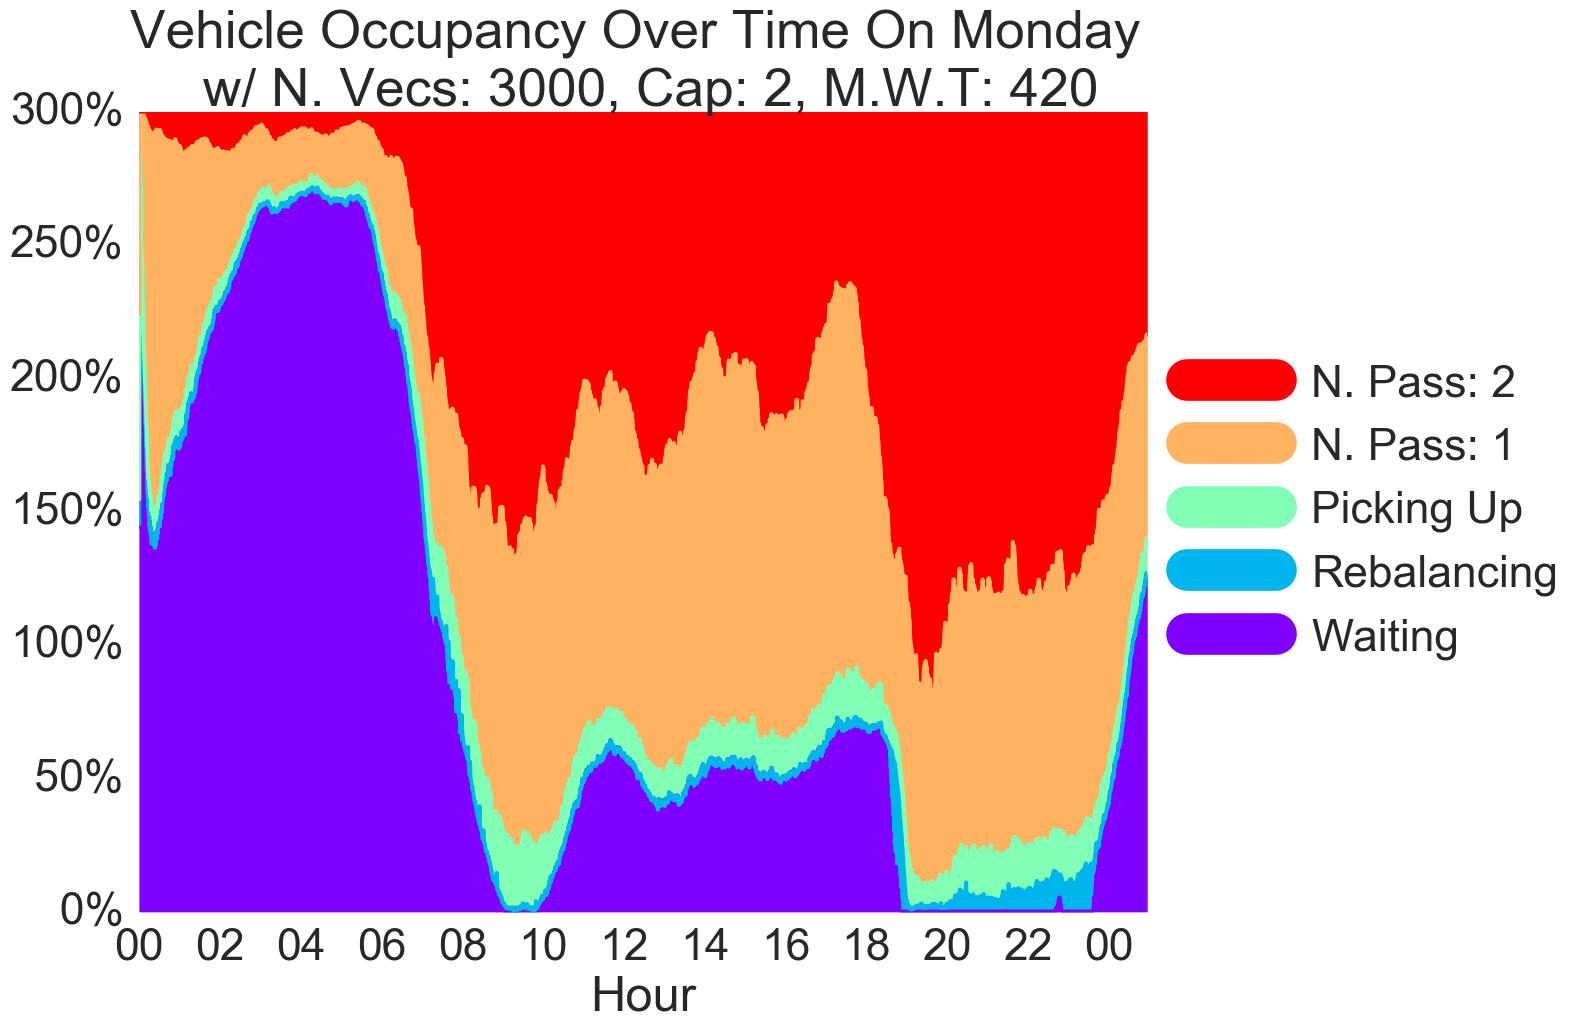 Vehicle Occupancy Over Time On Monday
w/ N. Vecs: 3000, Cap: 2, M.W.T: 420
300%
250%
200%
150%
100%
50%
0%
00 02 04 06 08 10 12 14 16 18 20 22 00
Hour
N. Pass: 2
N. Pass: 1
Picking Up
Rebalancing
Waiting